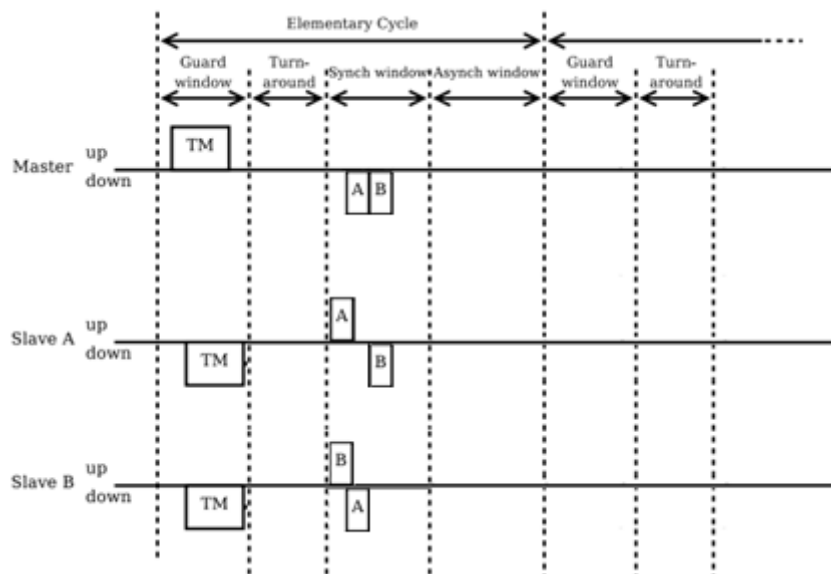 Elementary Cycle
Guard
window
Turn-
around
Synch window
Asynch window
Guard
window
Turn-
around
Master
up
down
TM
A
B
Slave A
up
down
A
TM
B
Slave B
up
down
B
TM
A